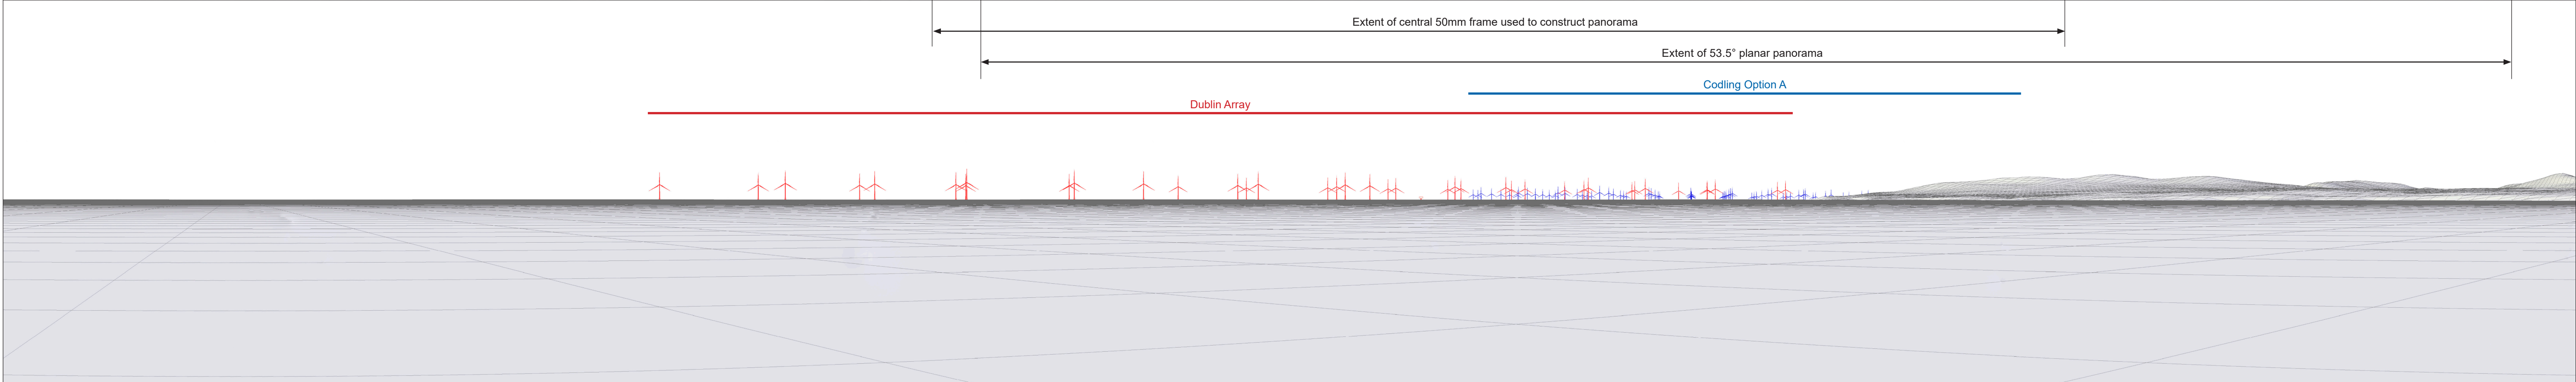 Extent of central 50mm frame used to construct panorama
Extent of 53.5° planar panorama
Codling Option A
Dublin Array